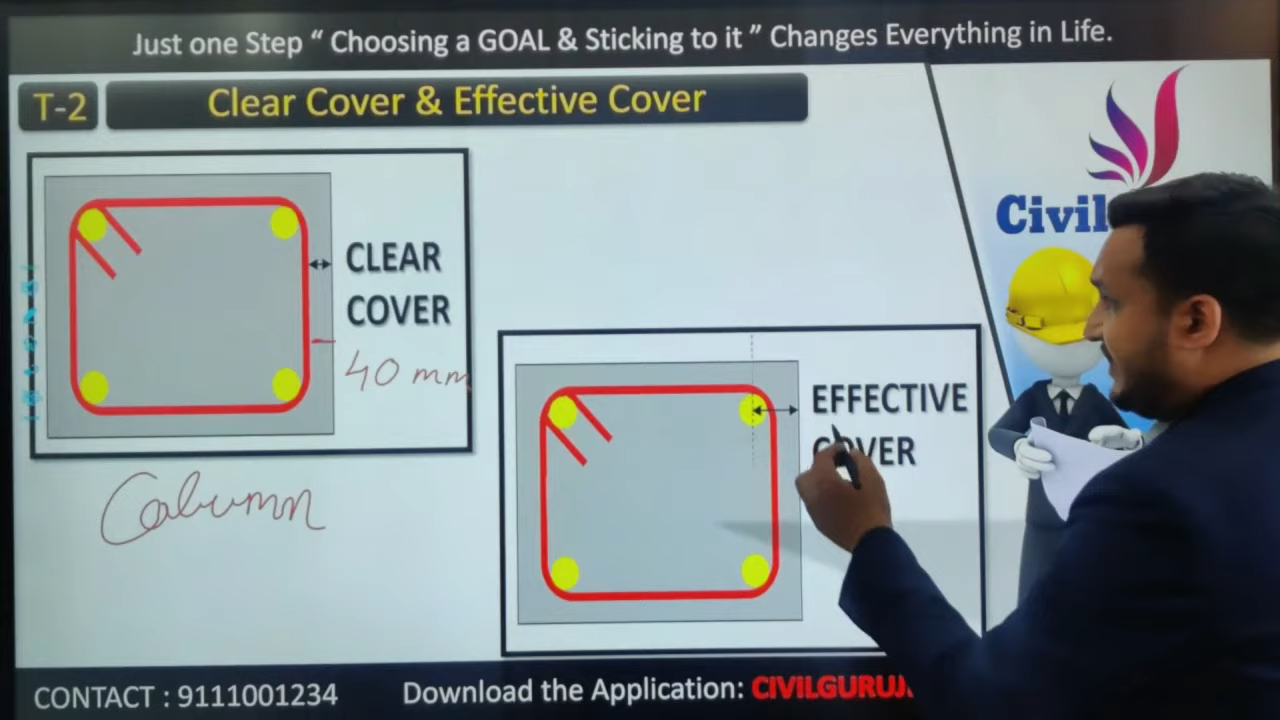 Just one Step “ Choosing a GOAL & Sticking to it ” Changes Everything in Life.
T-2
Clear Cover & Effective Cover
CLEAR
COVER
40 mm
Column
EFFECTIVE
COVER
Civil
CONTACT : 9111001234
Download the Application: CIVILGURUJI